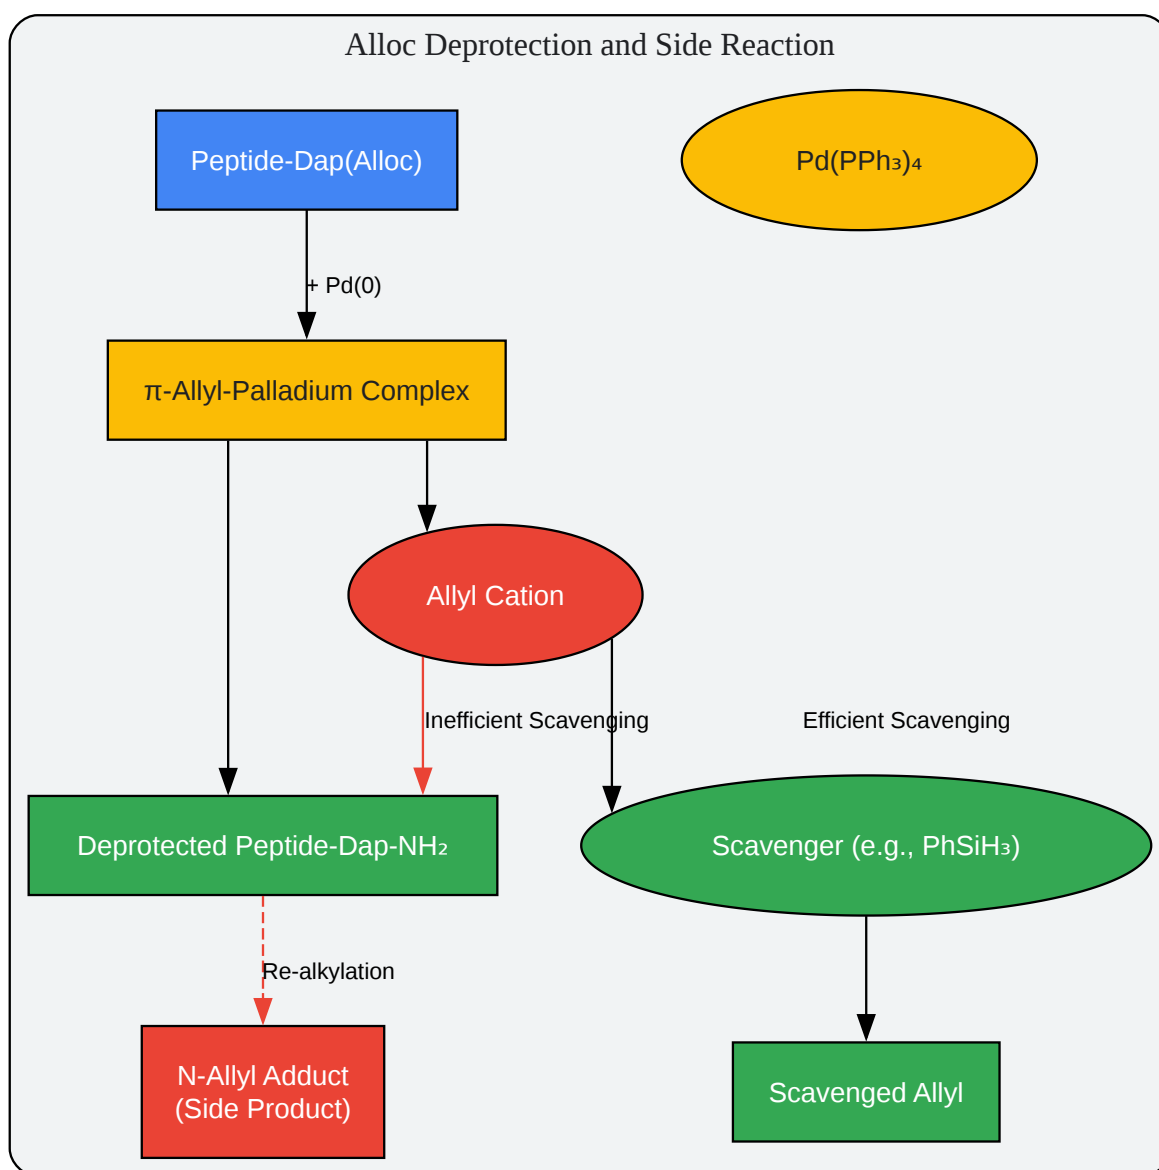 Alloc Deprotection and Side Reaction
Peptide-Dap(Alloc)
Pd(PPh₃)₄
+ Pd(0)
π-Allyl-Palladium Complex
Allyl Cation
Inefficient Scavenging
Efficient Scavenging
Deprotected Peptide-Dap-NH₂
Scavenger (e.g., PhSiH₃)
Re-alkylation
N-Allyl Adduct
(Side Product)
Scavenged Allyl